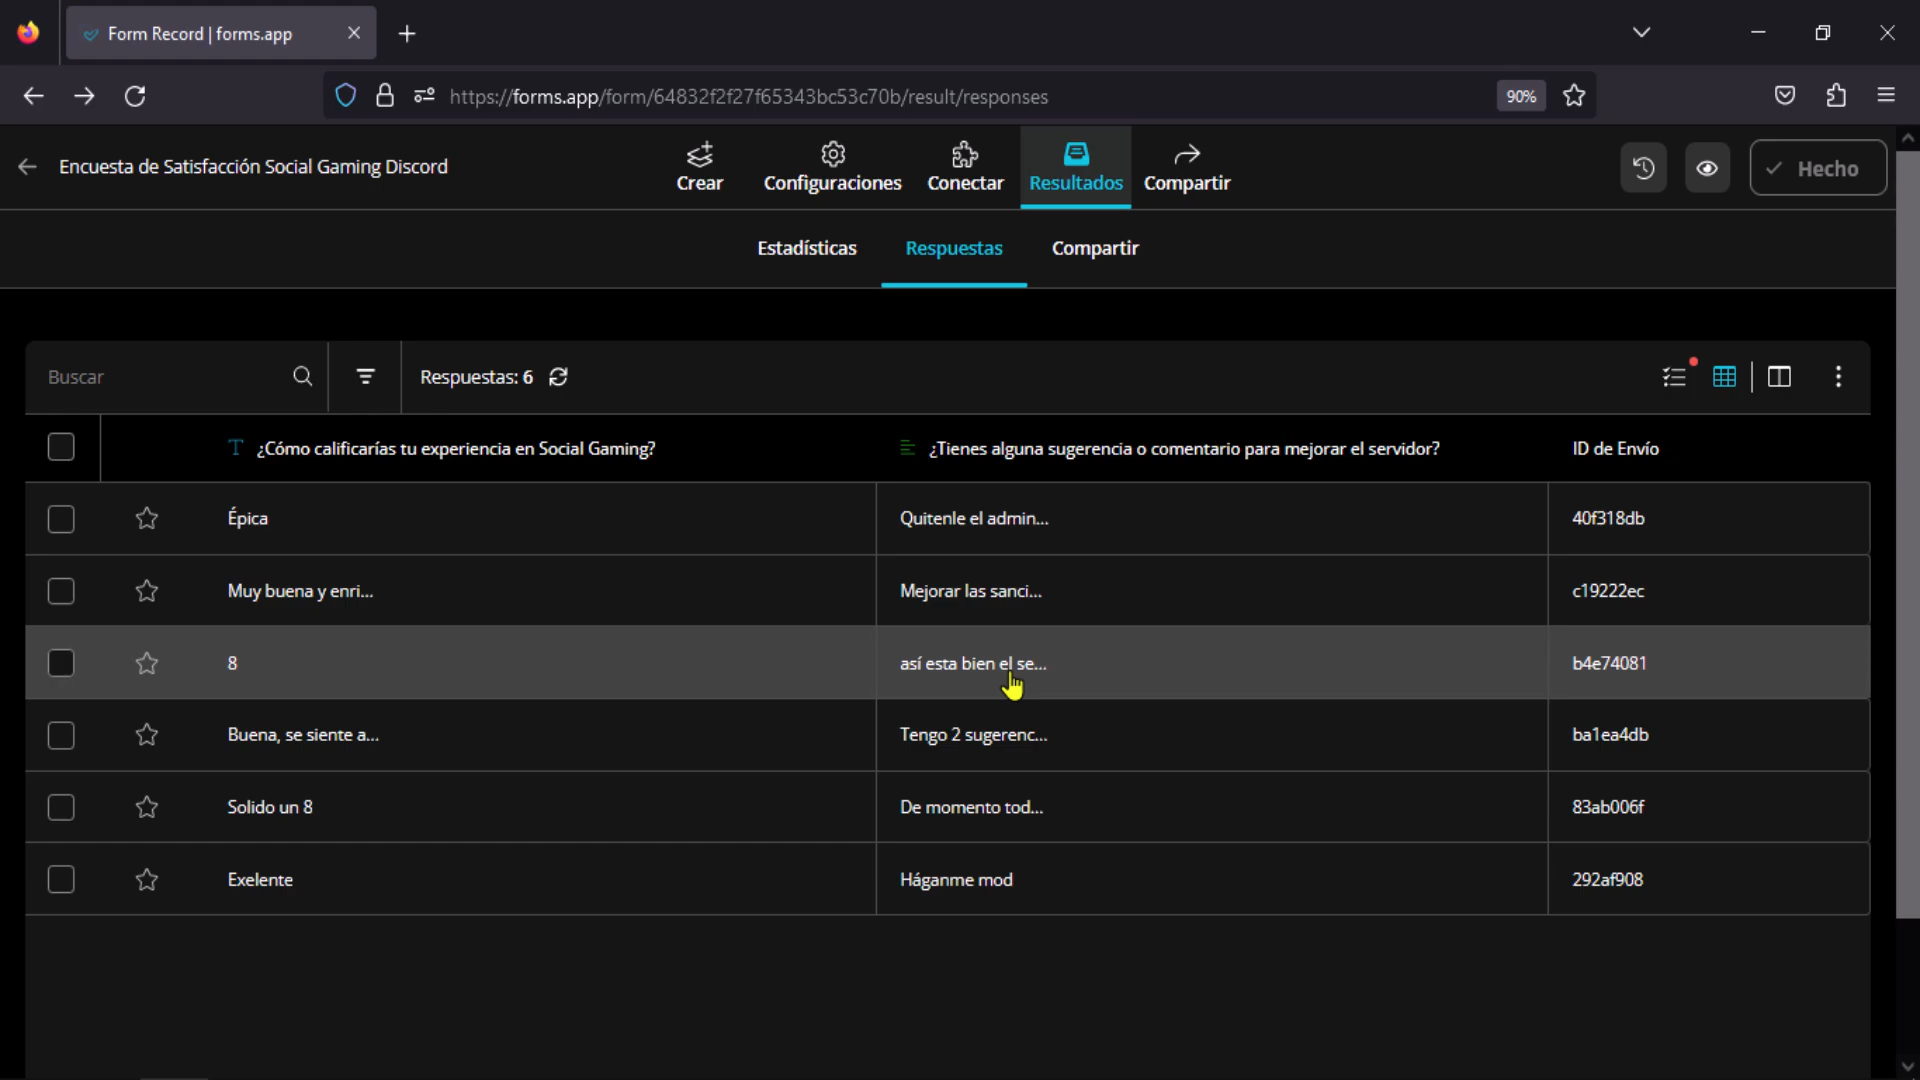 Form Record | forms.app
https://forms.app/form/64832f2f27f65343bc53c70b/result/responses
90%
Encuesta de Satisfacción Social Gaming Discord
Crear
Configuraciones
Conectar
Resultados
Compartir
Hecho
Estadísticas
Respuestas
Compartir
Buscar
Respuestas: 6
¿Cómo calificarías tu experiencia en Social Gaming?
¿Tienes alguna sugerencia o comentario para mejorar el servidor?
ID de Envío
Épica
Quitenle el admin...
40f318db
Muy buena y enri...
Mejorar las sanci...
c19222ec
8
así esta bien el se...
b4e74081
Buena, se siente a...
Tengo 2 sugerenc...
ba1ea4db
Solido un 8
De momento tod...
83ab006f
Exelente
Háganme mod
292af908